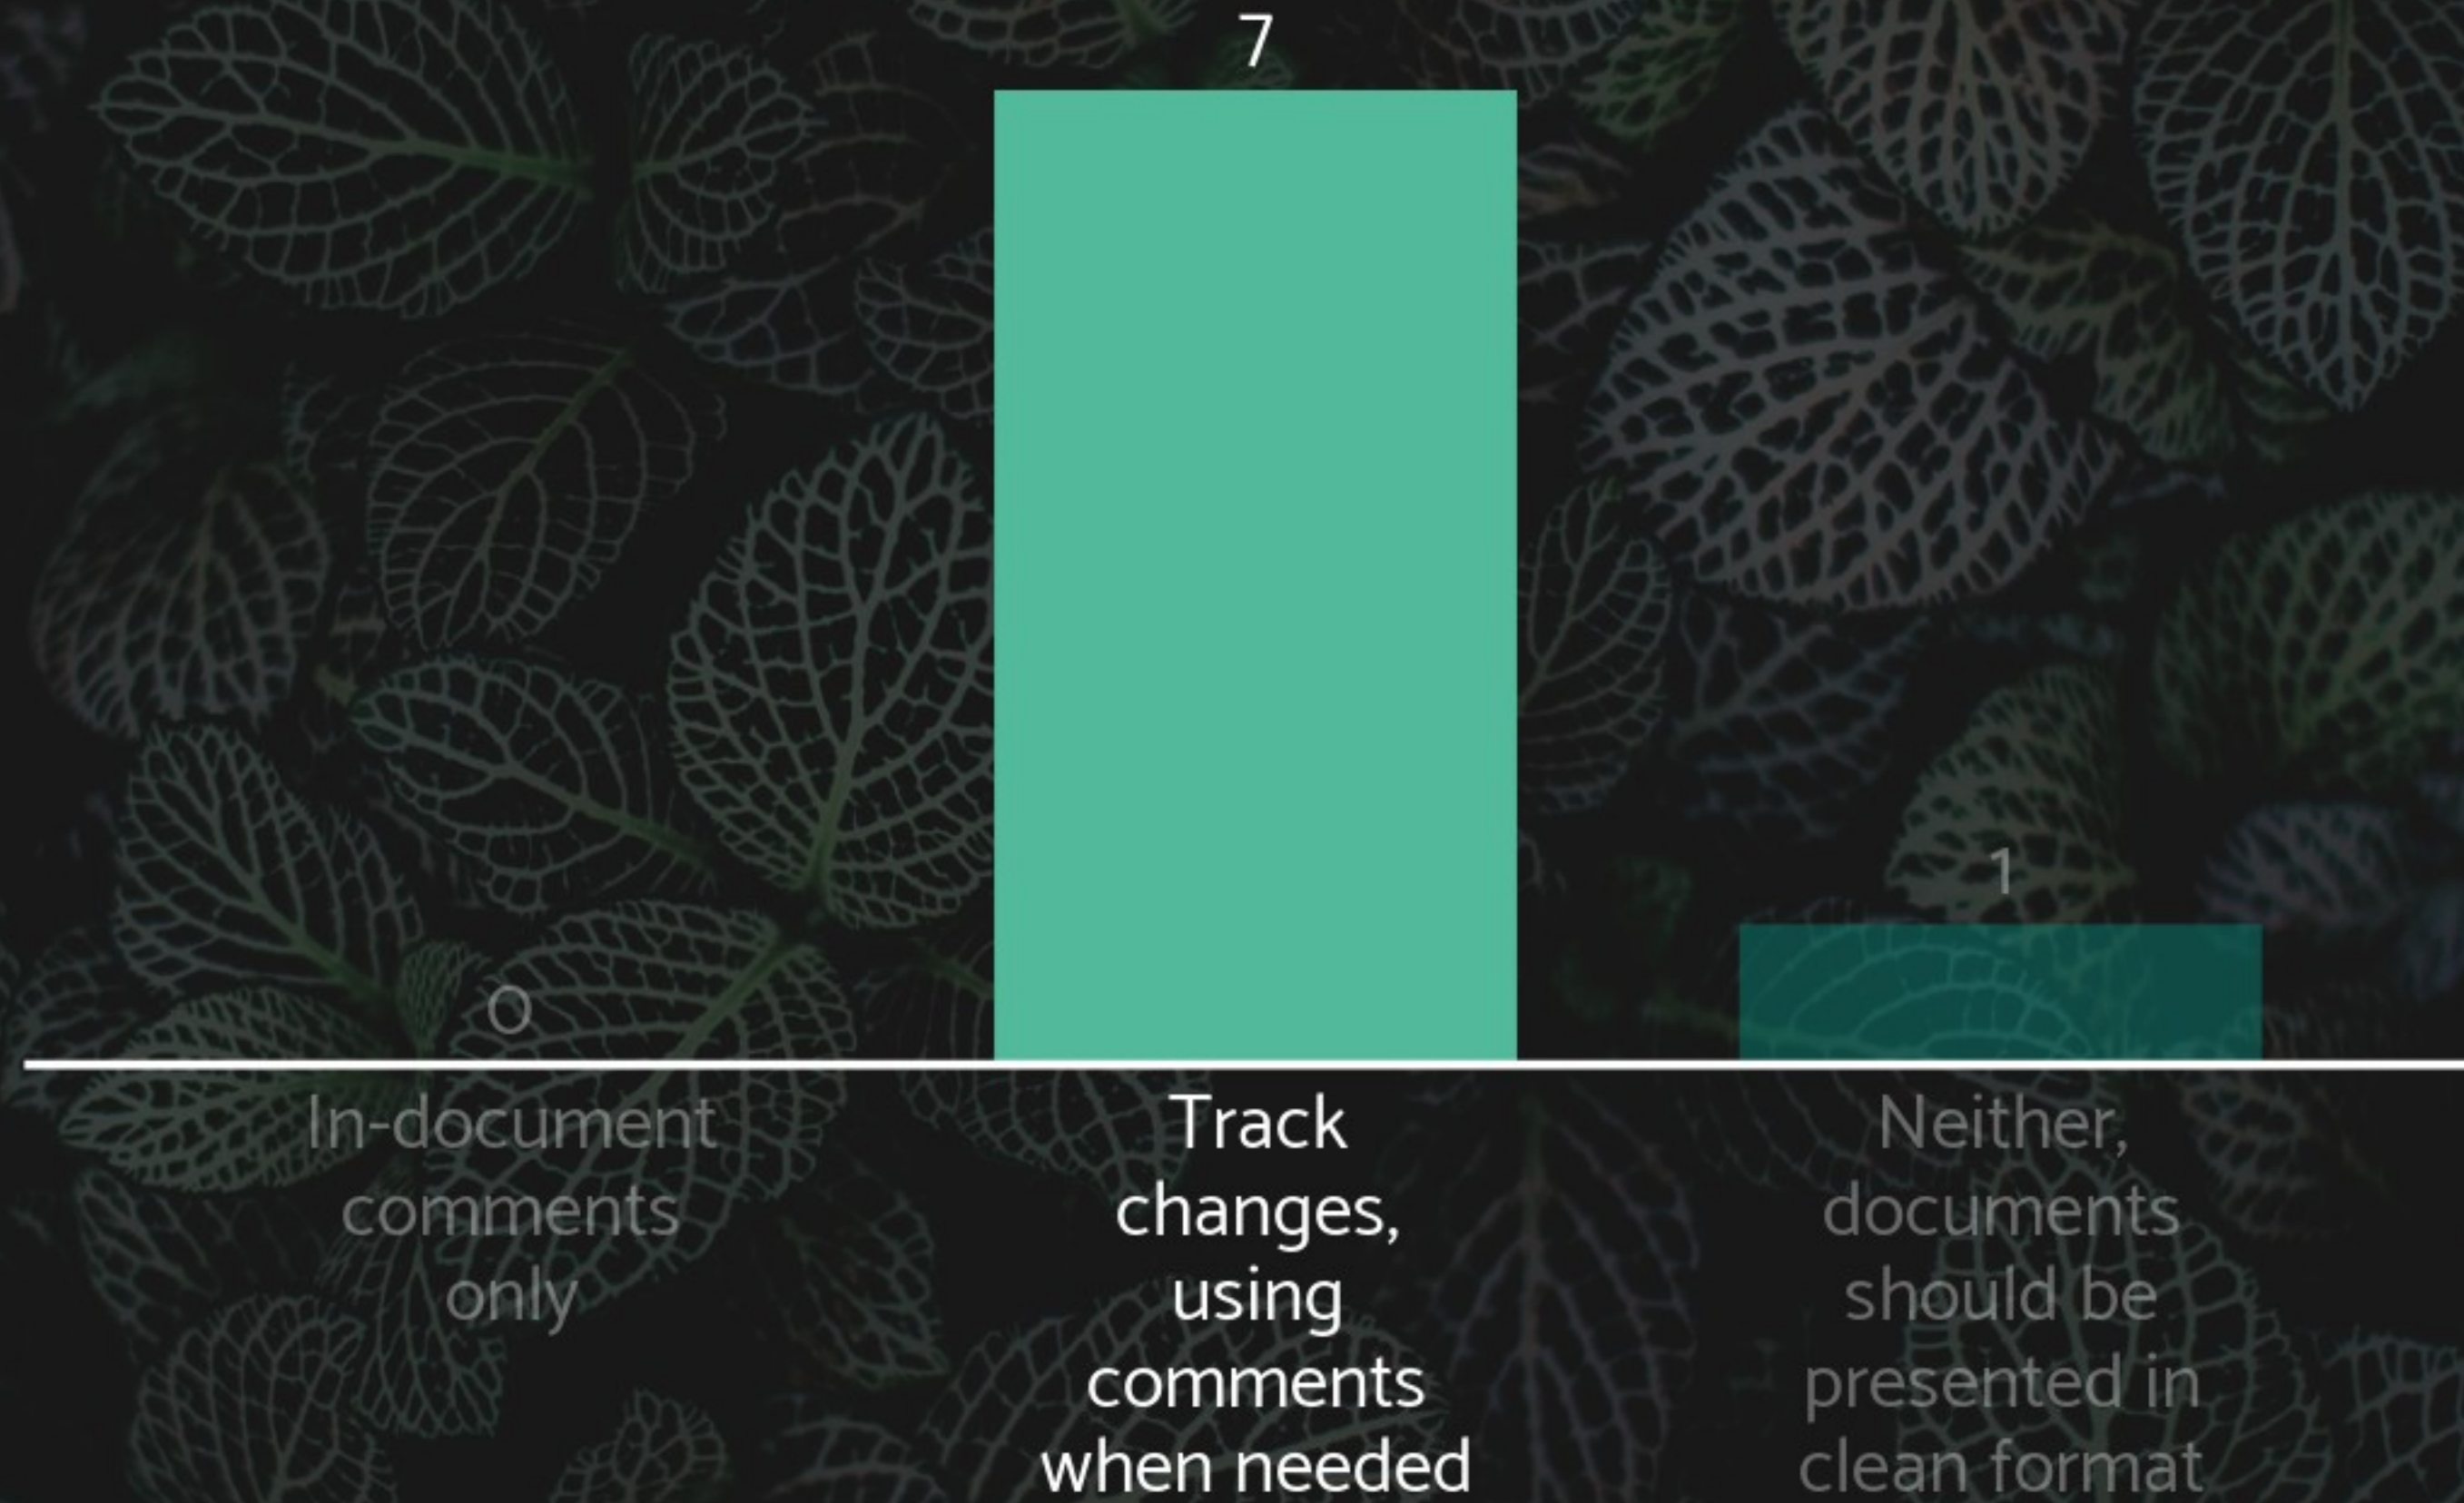 7
1
0
In-document
comments
only
Track
changes,
using
comments
when needed
Neither,
documents
should be
presented in
clean format